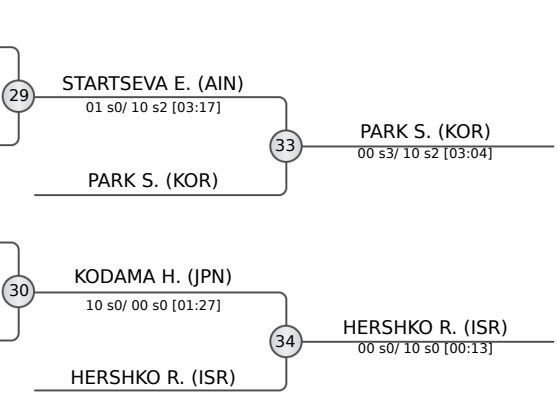 29
STARTSEVA E. (AIN)
01 s0/ 10 s2 [03:17]
33
PARK S. (KOR)
00 s3/ 10 s2 [03:04]
PARK S. (KOR)
30
KODAMA H. (JPN)
10 s0/ 00 s0 [01:27]
34
HERSHKO R. (ISR)
00 s0/ 10 s0 [00:13]
HERSHKO R. (ISR)